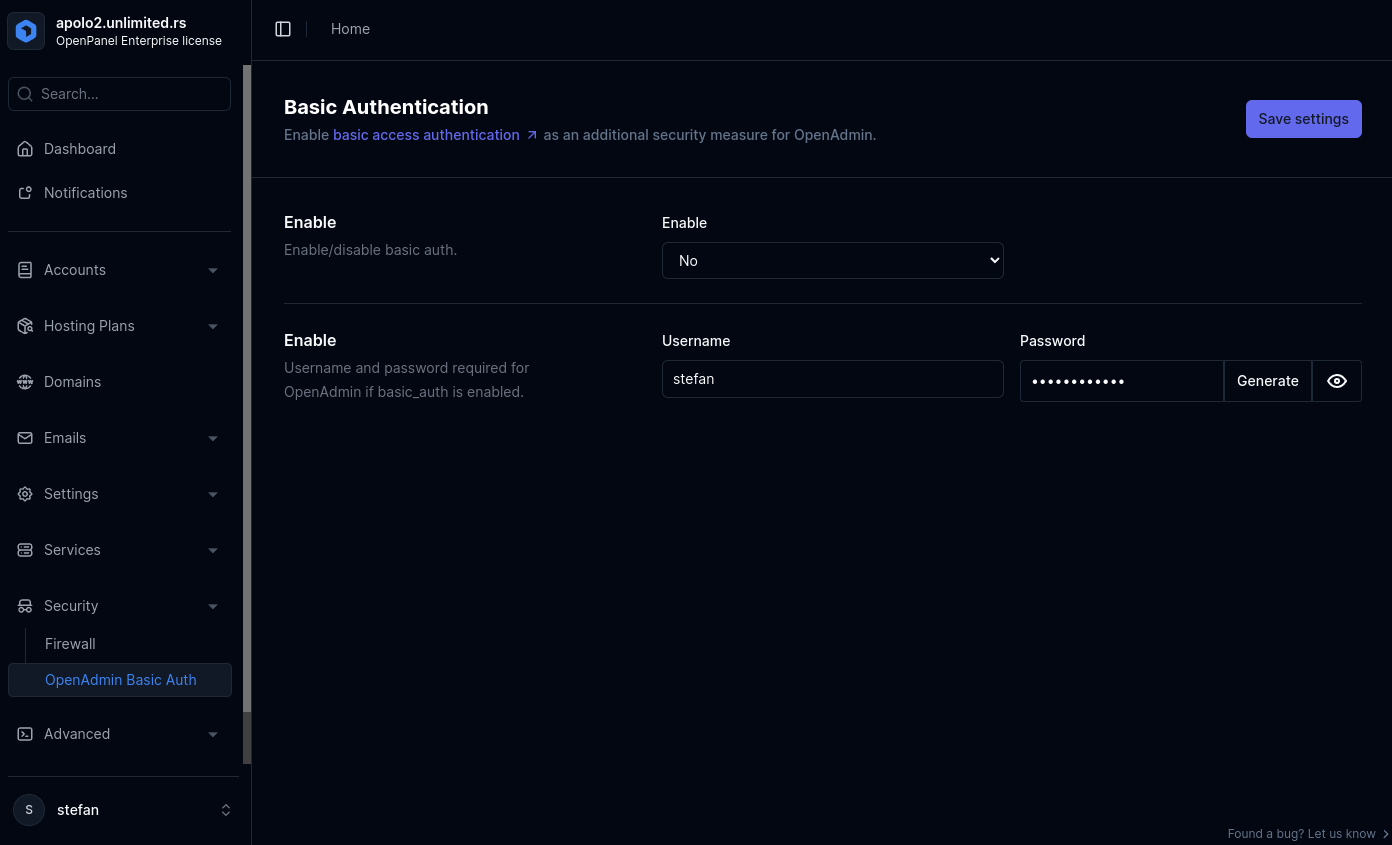 apolo2.unlimited.rs
OpenPanel Enterprise license
Search...
Dashboard
Notifications
Accounts
Hosting Plans
Domains
Emails
Settings
Services
Security
Firewall
OpenAdmin Basic Auth
Advanced
S stefan
Home
Basic Authentication
Enable basic access authentication as an additional security measure for OpenAdmin.
Save settings
Enable
Enable/disable basic auth.
Enable
No
Enable
Username and password required for
OpenAdmin if basic_auth is enabled.
Username
stefan
Password
••••••••••••
Generate
Found a bug? Let us know